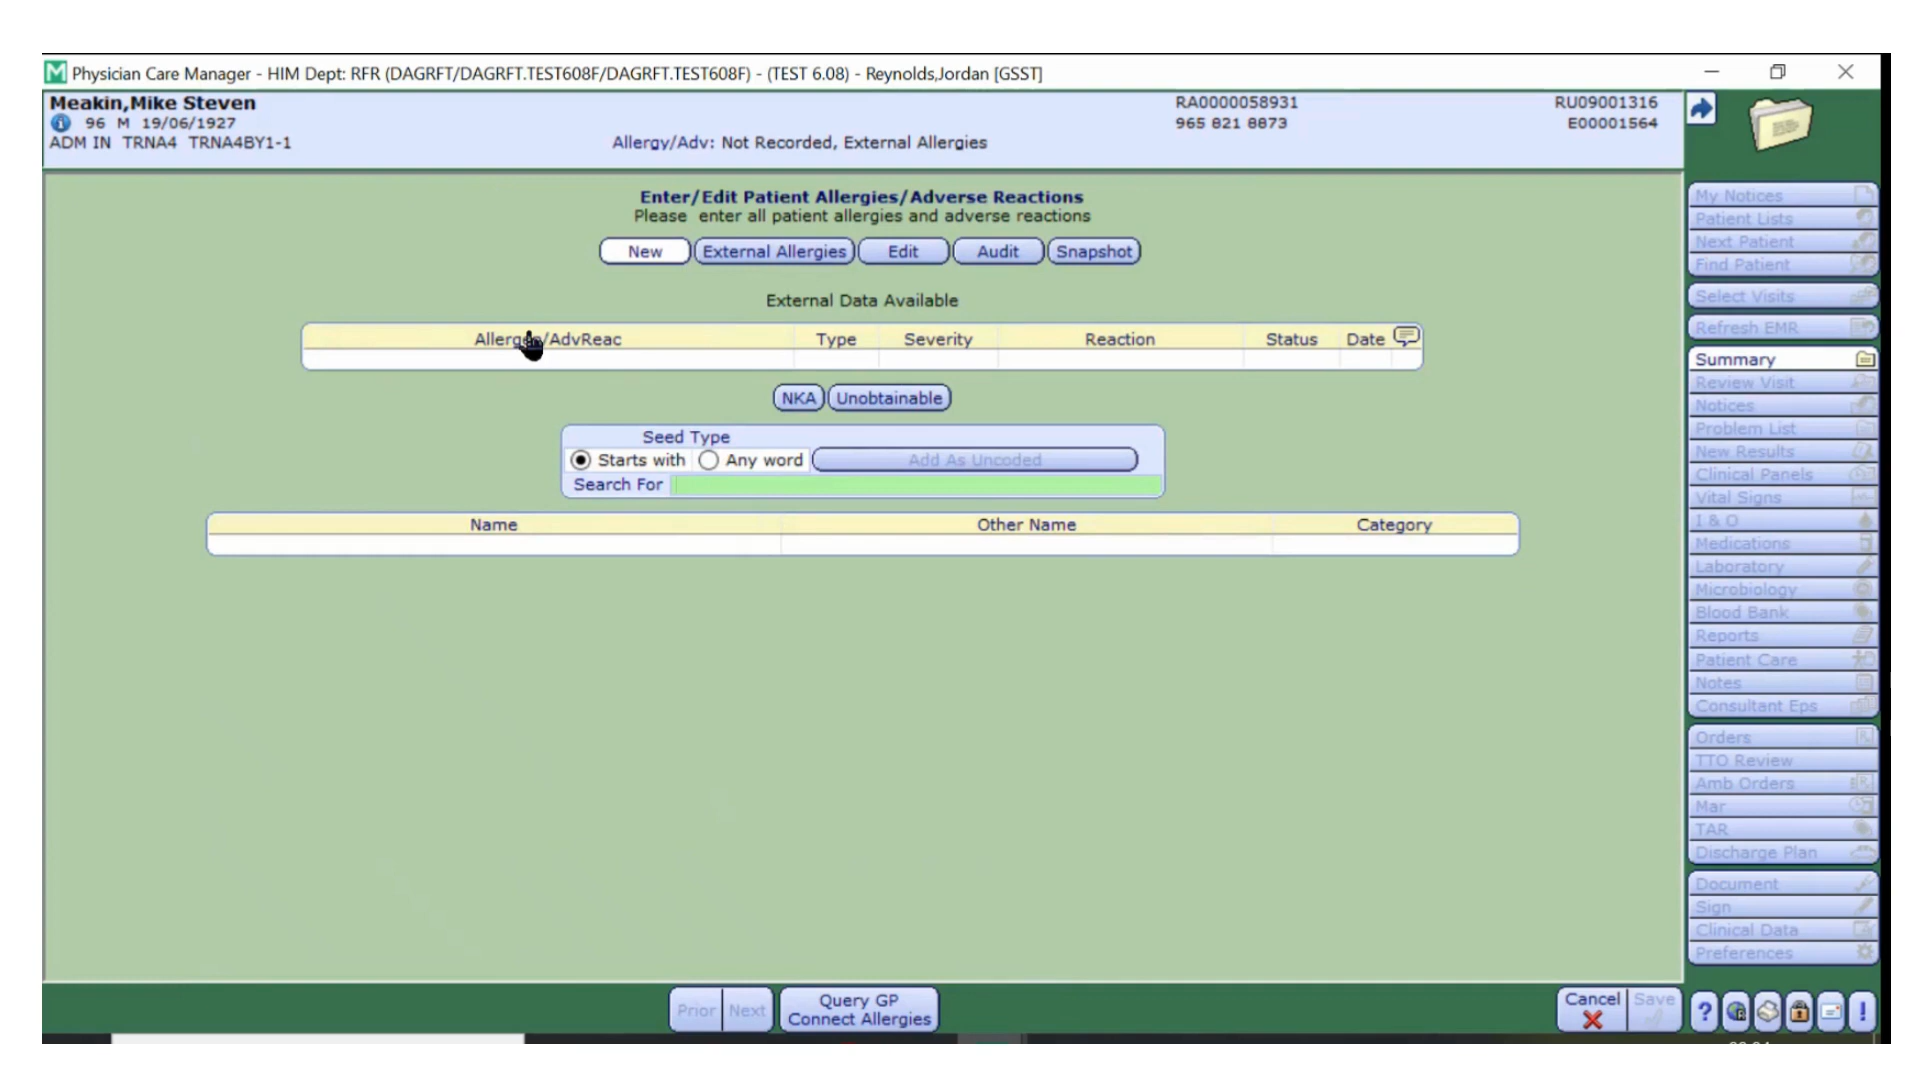 Physician Care Manager - HIM Dept: RFR (DAGRFT/DAGRFT.TEST608F/DAGRFT.TEST608F) - (TEST 6.08) - Reynolds,Jordan [GSST]
Meakin,Mike Steven
RA0000058931
RU09001316
96 M 19/06/1927
965 821 8873
E00001564
ADM IN TRNA4 TRNA4BY1-1
Allergy/Adv: Not Recorded, External Allergies
Enter/Edit Patient Allergies/Adverse Reactions
Please enter all patient allergies and adverse reactions
New External Allergies Edit Audit Snapshot
External Data Available
Type Severity Reaction Status Date
NKA Unobtainable
Seed Type
Starts with Any word Add As Uncoded
Search For
Name Other Name Category
Prior Next
Query GP
Connect Allergies
Cancel Save
My Notices
Patient Lists
Next Patient
Find Patient
Select Visits
Refresh EMR
Summary
Review Visit
Notices
Problem List
New Results
Clinical Panels
Vital Signs
I & O
Medications
Laboratory
Microbiology
Blood Bank
Reports
Patient Care
Notes
Consultant Eps
Orders
TTO Review
Amb Orders
Mar
TAR
Discharge Plan
Document
Sign
Clinical Data
Preferences